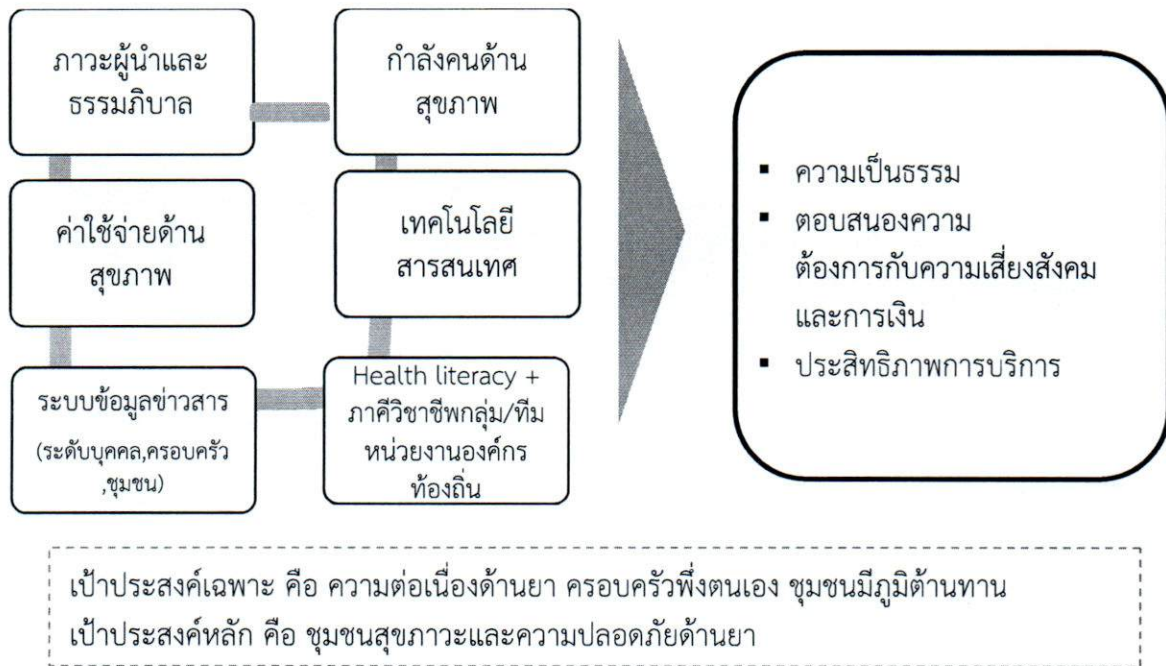 ภาวะผู้นำและ
ธรรมภิบาล
กำลังคนด้าน
สุขภาพ
ค่าใช้จ่ายด้าน
สุขภาพ
เทคโนโลยี
สารสนเทศ
ระบบข้อมูลข่าวสาร
(ระดับบุคคล,ครอบครัว
,ชุมชน)
Health literacy +
ภาคีวิชาชีพกลุ่ม/ทีม
หน่วยงานองค์กร
ท้องถิ่น
▪ ความเป็นธรรม
▪ ตอบสนองความ
ต้องการกับความเสี่ยงสังคม
และการเงิน
▪ ประสิทธิภาพการบริการ
เป้าประสงค์เฉพาะ คือ ความต่อเนื่องด้านยา ครอบครัวพึ่งตนเอง ชุมชนมีภูมิต้านทาน
เป้าประสงค์หลัก คือ ชุมชนสุขภาวะและความปลอดภัยด้านยา